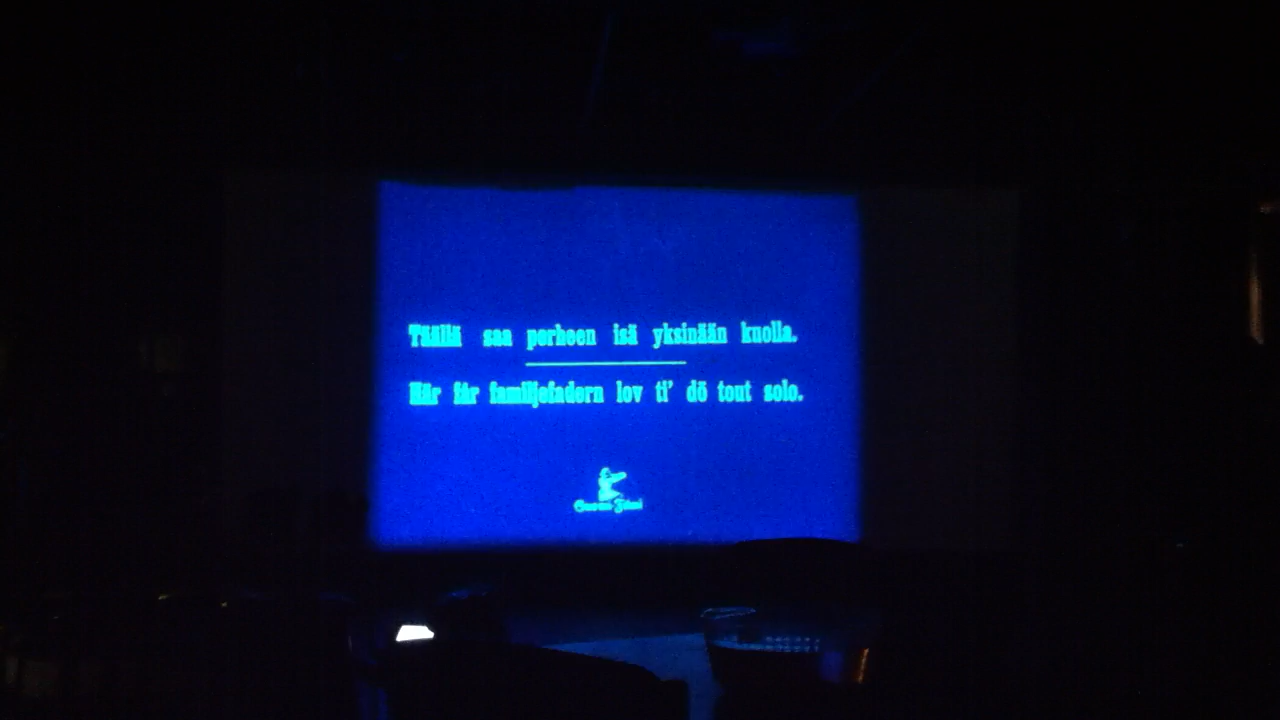 Täällä saa perheen isä yksinään kuolla.
Här får familjefadern lov ti' dö tout solo.